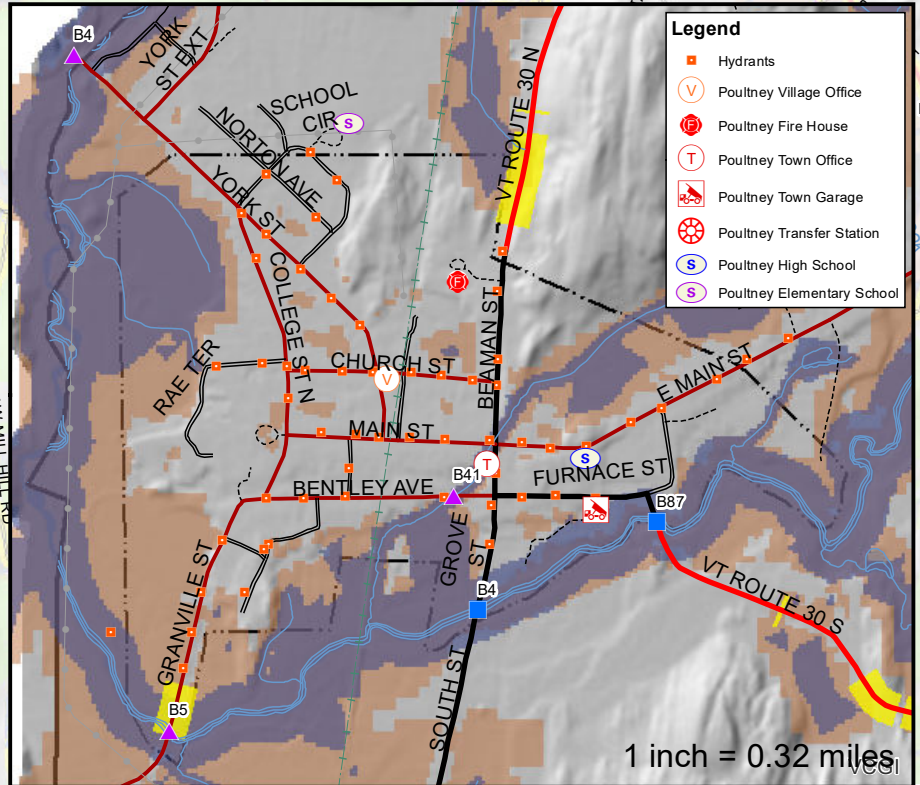 B4
YORK
ST EXT
SCHOOL
CIR
S
NORTON AVE
YORK ST
VT ROUTE 30 N
Legend
Hydrants
V
Poultney Village Office
F
Poultney Fire House
T
Poultney Town Office
Poultney Town Garage
Poultney Transfer Station
S
Poultney High School
S
Poultney Elementary School
F
COLLEGE ST N
BEAMAN ST
RAE TER
CHURCH ST
V
E MAIN ST
MAIN ST
T
S
B41
FURNACE ST
BENTLEY AVE
B87
GROVE
ST
GRANVILLE ST
B4
VT ROUTE 30 S
SOUTH ST
B5
1 inch = 0.32 miles
VCGI